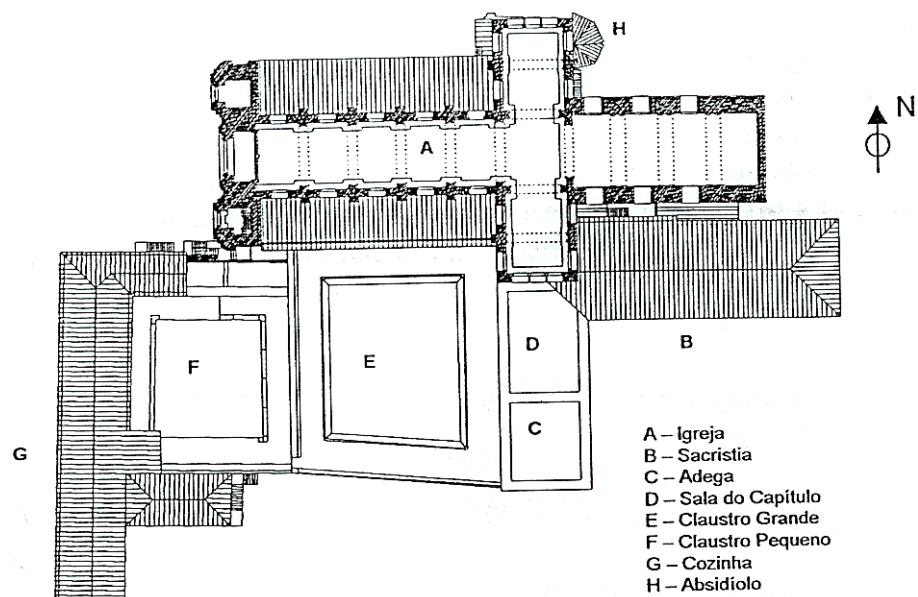 H
N
A
D
B
F
E
C
G
A – Igreja
B – Sacristia
C – Adega
D – Sala do Capítulo
E – Claustro Grande
F – Claustro Pequeno
G – Cozinha
H – Absidíolo